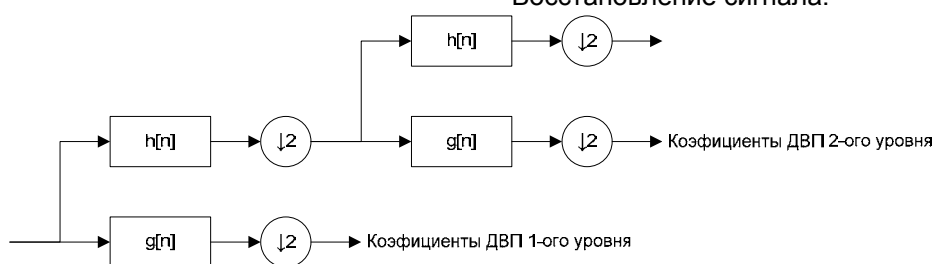 Восстановление сигнала.
h[n] ↓2
h[n] ↓2 g[n] ↓2 Коэфициенты ДВП 2-ого уровня
g[n] ↓2 Коэфициенты ДВП 1-ого уровня